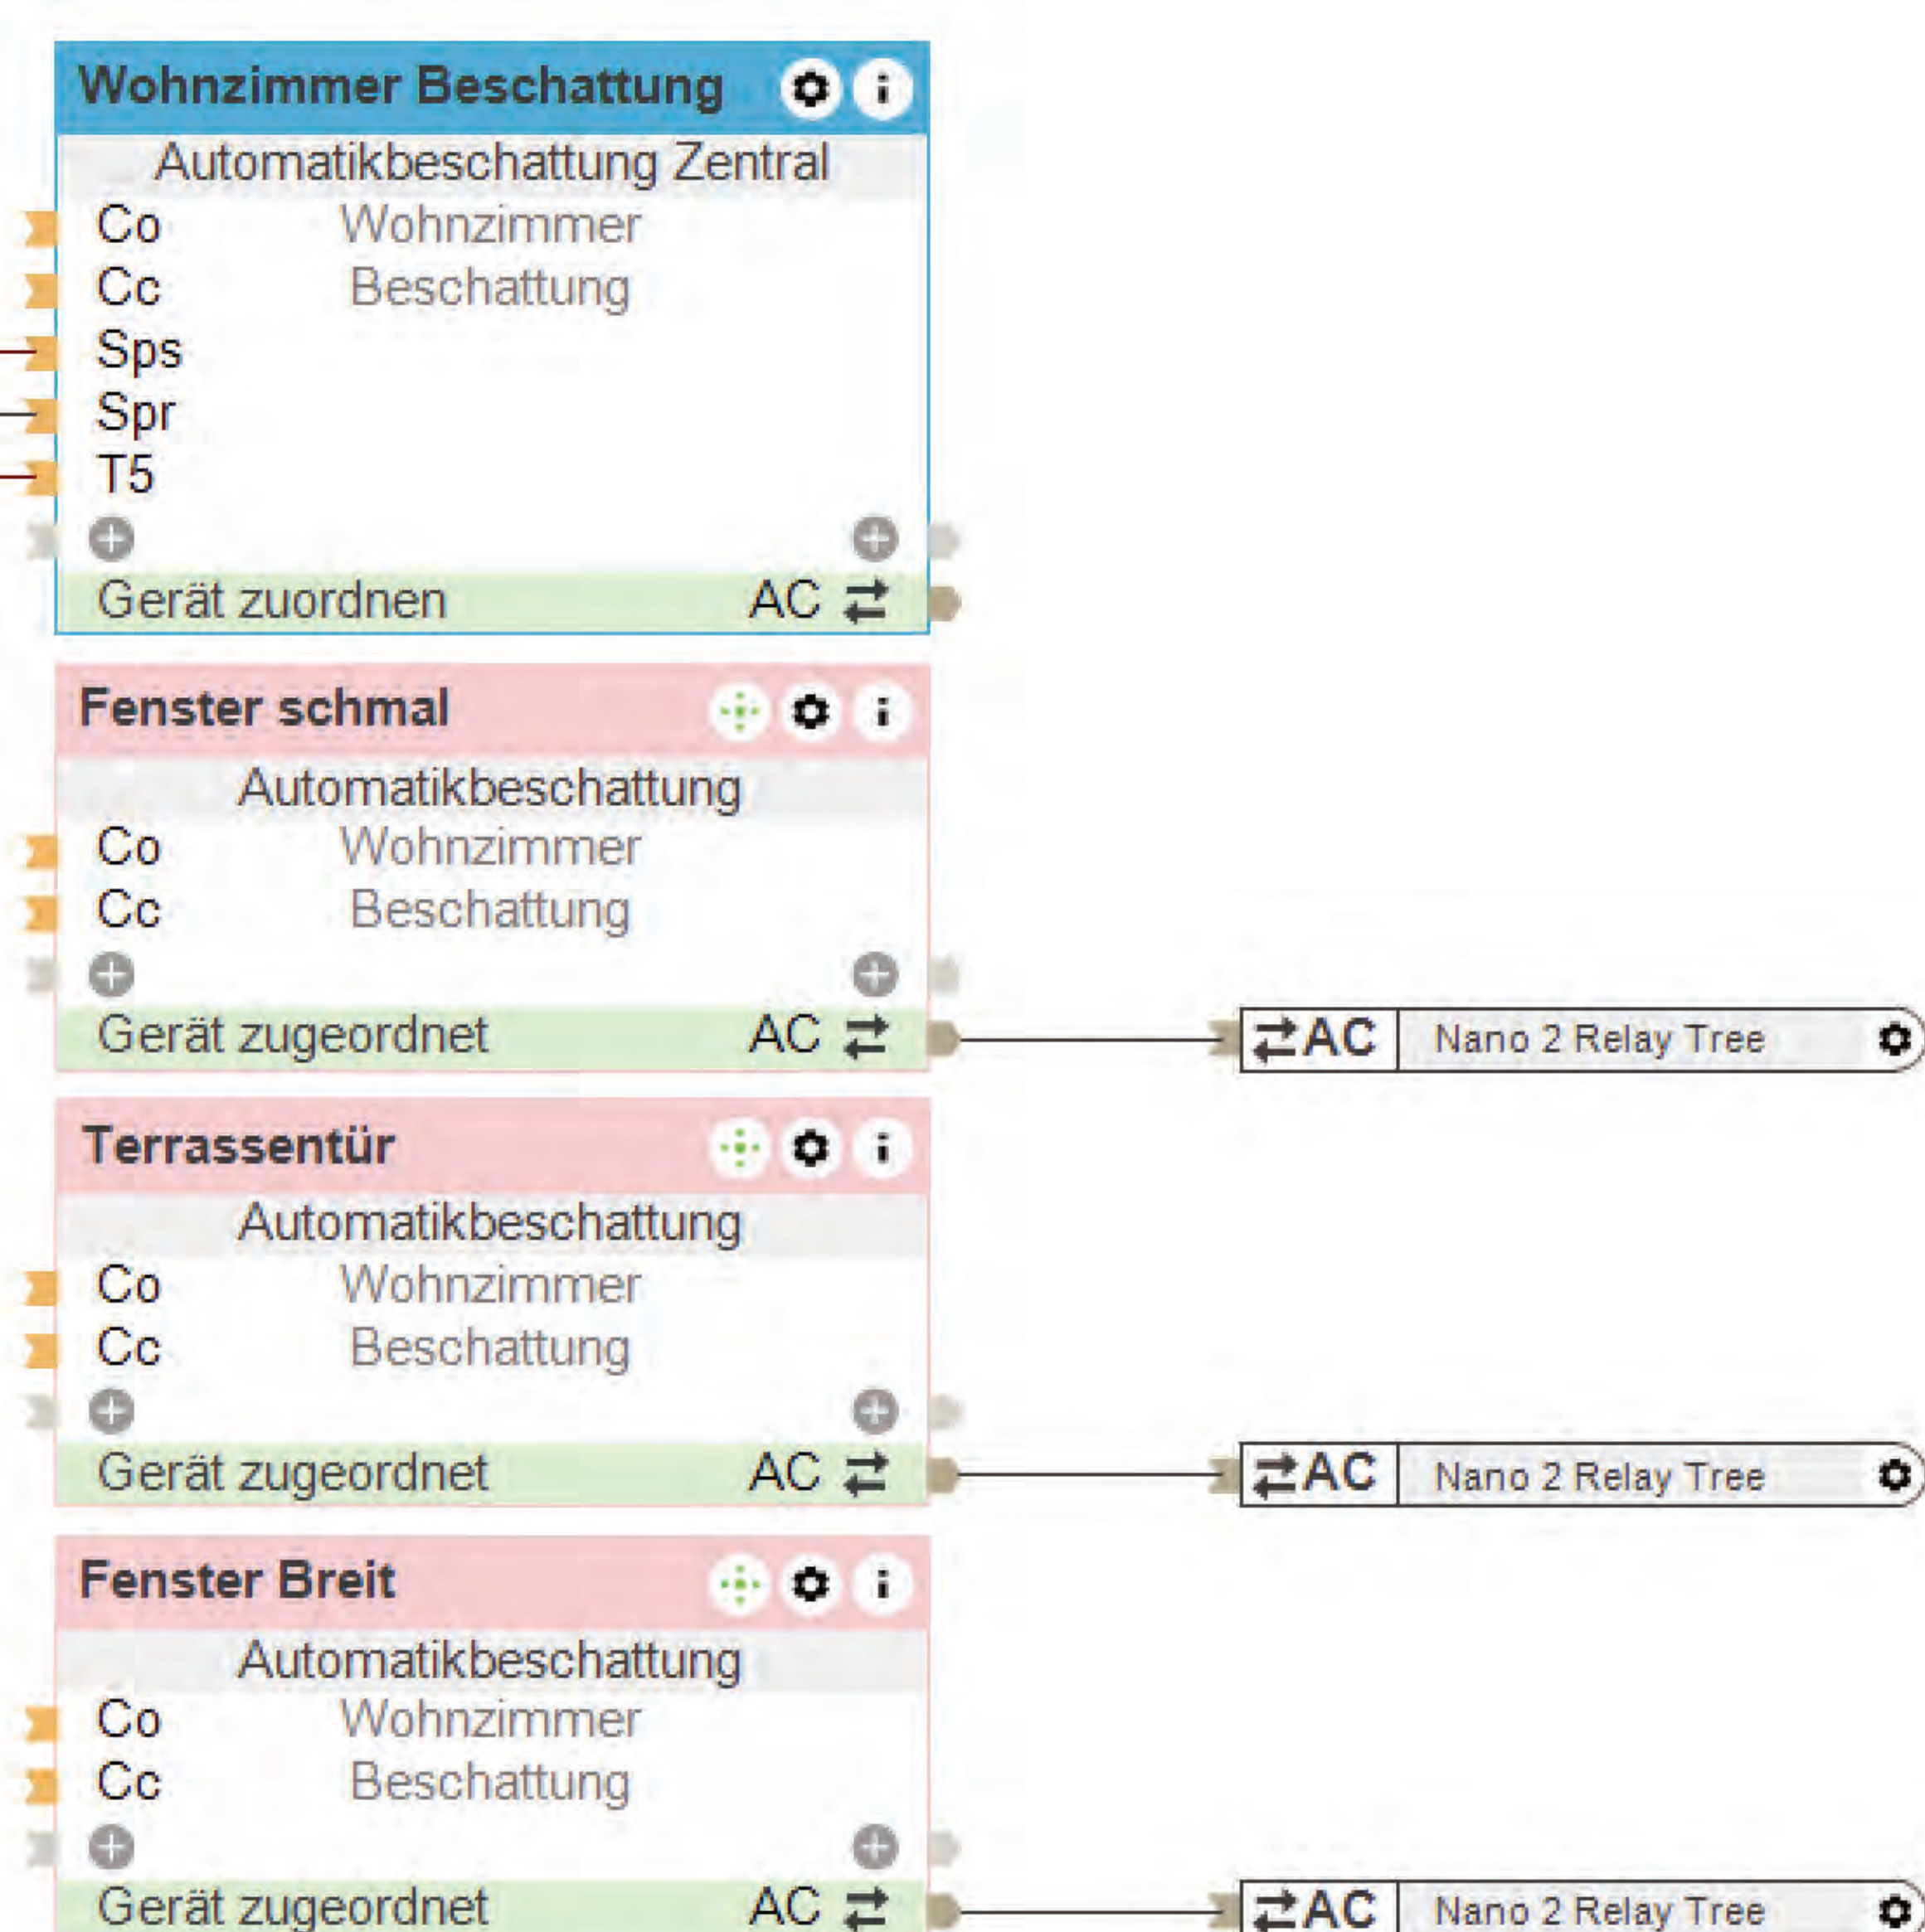 Wohnzimmer Beschattung
Automatikbeschattung Zentral
Co Wohnzimmer
Cc Beschattung
Sps
Spr
T5
Gerät zuordnen AC
Fenster schmal
Automatikbeschattung
Co Wohnzimmer
Cc Beschattung
Gerät zugeordnet AC AC Nano 2 Relay Tree
Terrassentür
Automatikbeschattung
Co Wohnzimmer
Cc Beschattung
Gerät zugeordnet AC AC Nano 2 Relay Tree
Fenster Breit
Automatikbeschattung
Co Wohnzimmer
Cc Beschattung
Gerät zugeordnet AC AC Nano 2 Relay Tree